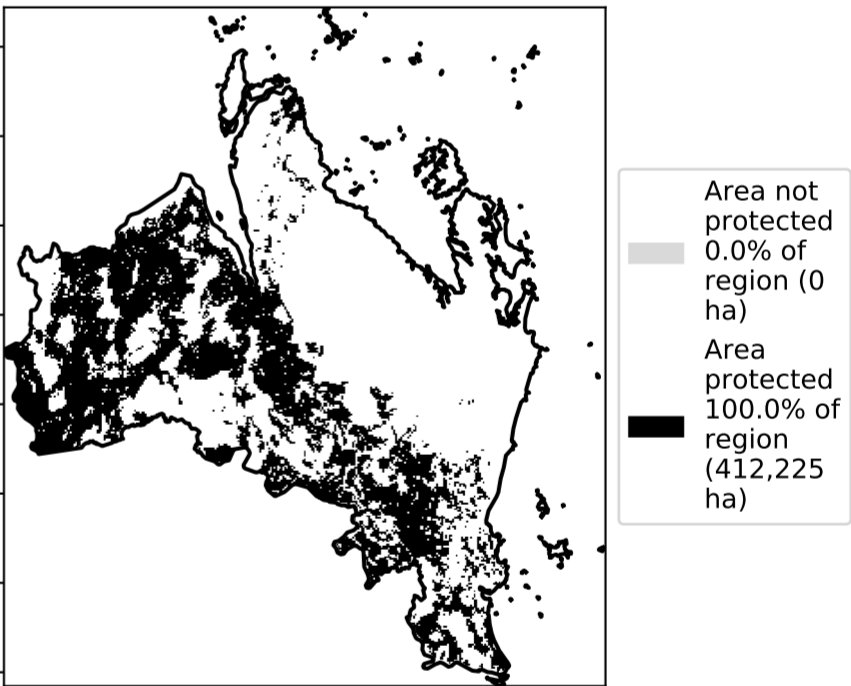 Area not
protected
0.0% of
region (0
ha)
Area
protected
100.0% of
region
(412,225
ha)